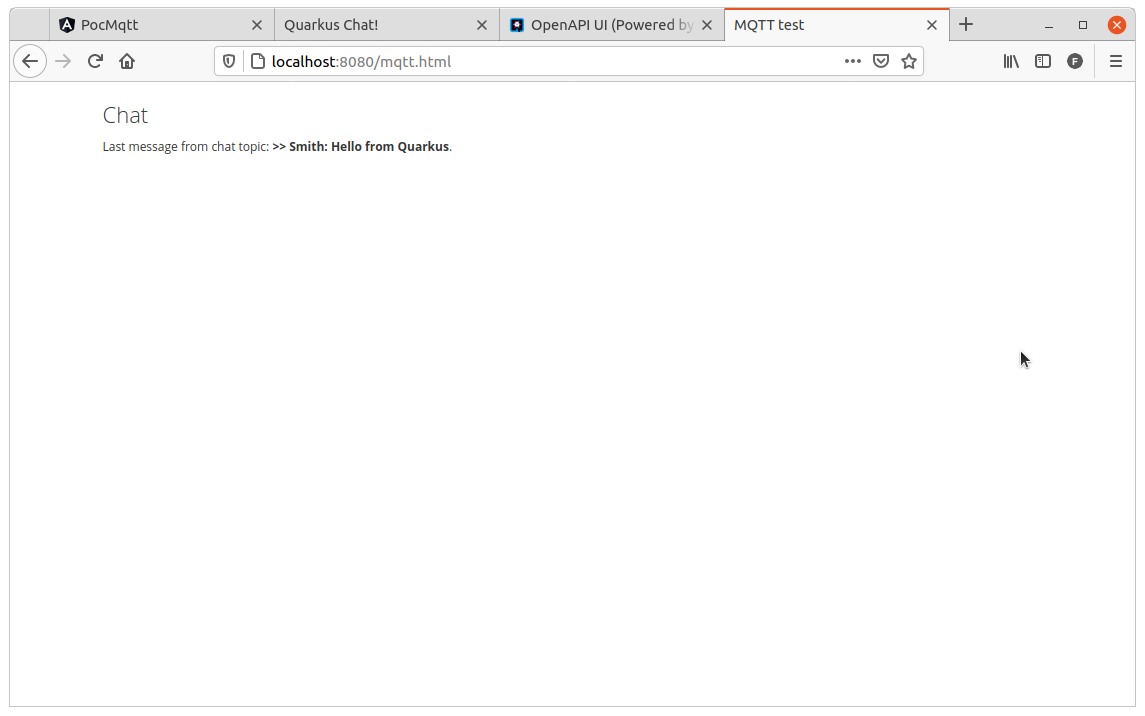 PocMqtt
Quarkus Chat!
OpenAPI UI (Powered by
MQTT test
localhost:8080/mqtt.html
F
Chat
Last message from chat topic: >> Smith: Hello from Quarkus.